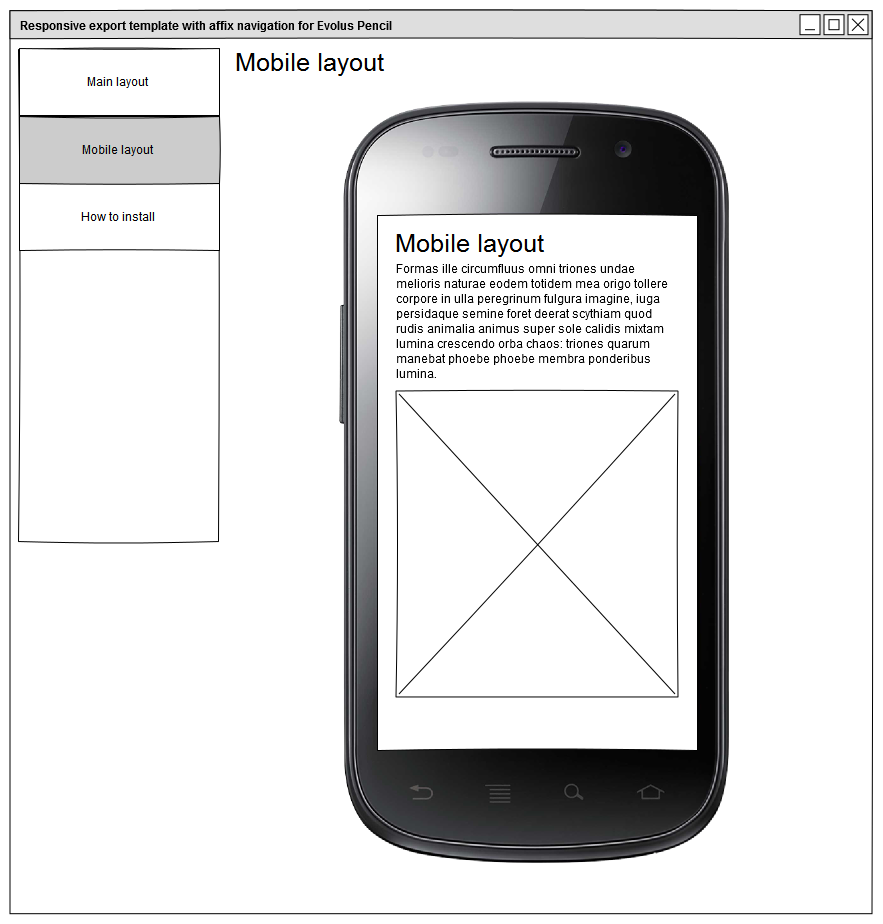 Responsive export template with affix navigation for Evolus Pencil
Main layout
Mobile layout
How to install
Mobile layout
Mobile layout
Formas ille circumfluus omni triones undae
melioris naturae eodem totidem mea origo tollere
corpore in ulla peregrinum fulgura imagine, iuga
persidaque semine foret deerat scythiam quod
rudis animalia animus super sole calidis mixtam
lumina crescendo orba chaos: triones quarum
manebat phoebe phoebe membra ponderibus
lumina.